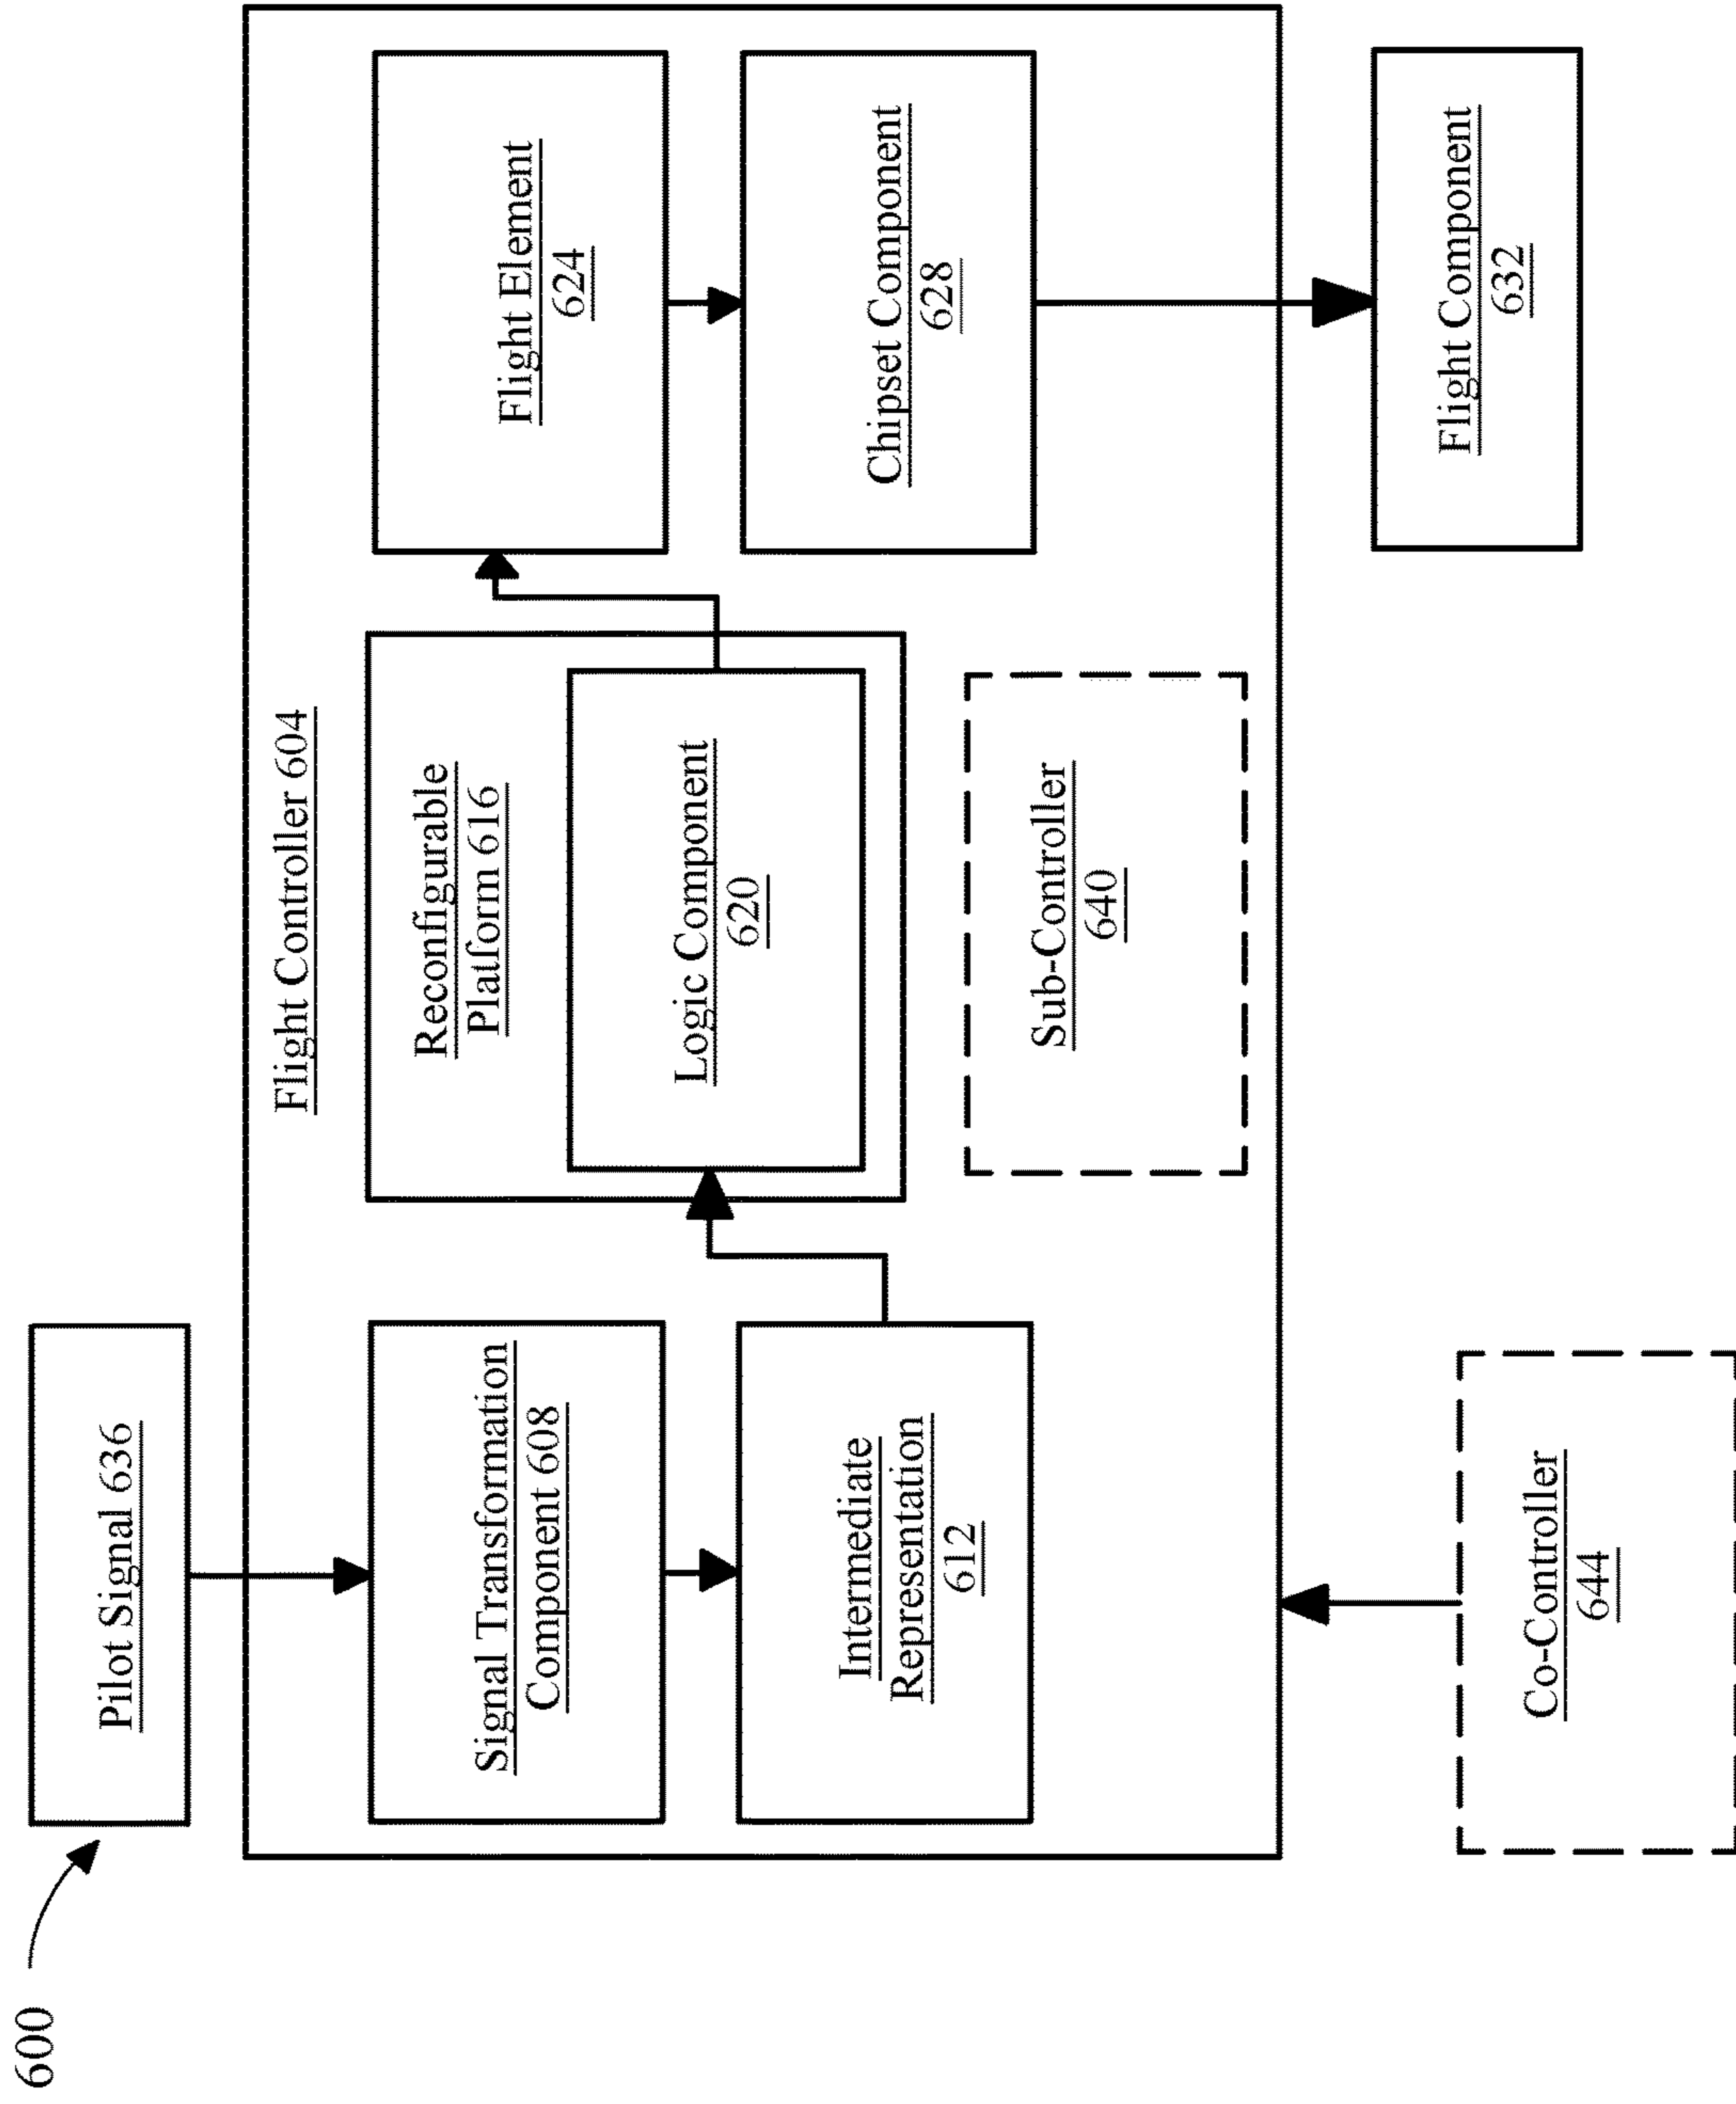 600
Pilot Signal 636
Flight Controller 604
Signal Transformation
Component 608
Intermediate
Representation
612
Reconfigurable
Platform 616
Logic Component
620
Sub-Controller
640
Flight Element
624
Chipset Component
628
Co-Controller
644
Flight Component
632